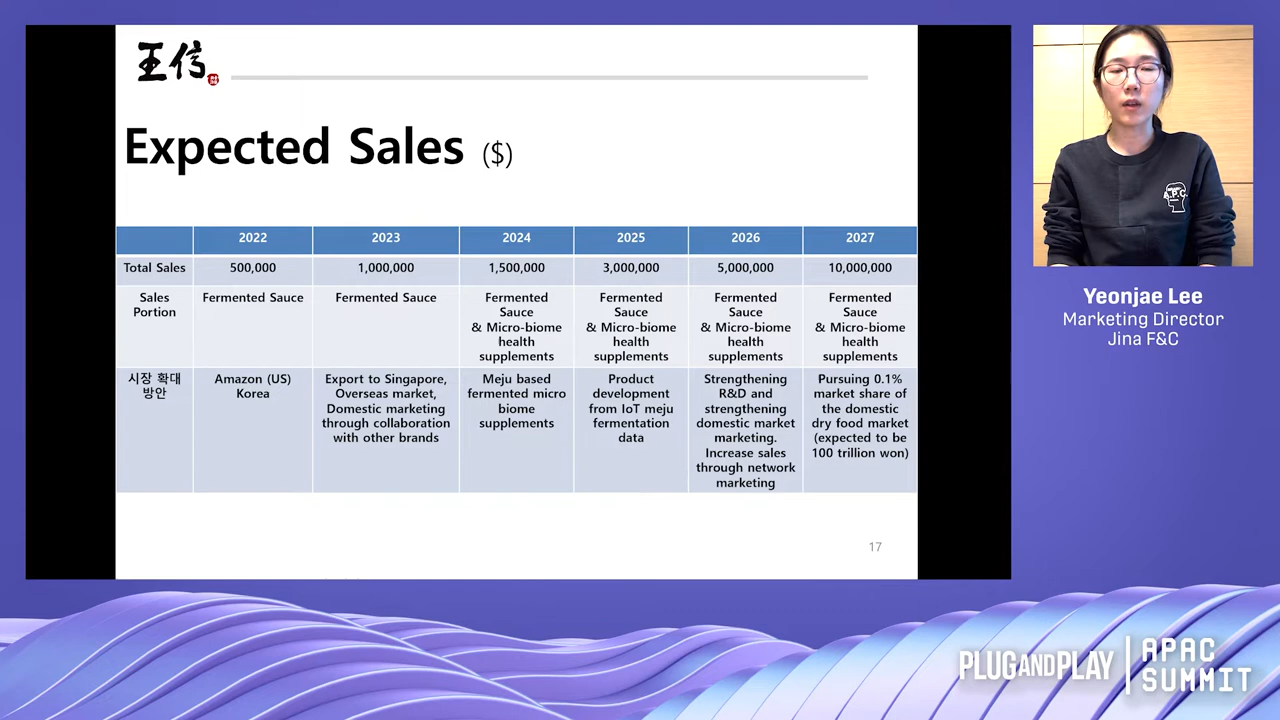 王信
Expected Sales ($)
2022 2023 2024 2025 2026 2027
Total Sales 500,000 1,000,000 1,500,000 3,000,000 5,000,000 10,000,000
Sales
Portion
Fermented Sauce
Fermented Sauce
Fermented
Sauce
& Micro-biome
health
supplements
Fermented
Sauce
& Micro-biome
health
supplements
Fermented
Sauce
& Micro-biome
health
supplements
Fermented
Sauce
& Micro-biome
health
supplements
시장 확대
방안
Amazon (US)
Korea
Export to Singapore,
Overseas market,
Domestic marketing
through collaboration
with other brands
Meju based
fermented micro
biome
supplements
Product
development
from IoT meju
fermentation
data
Strengthening
R&D and
strengthening
domestic market
marketing.
Increase sales
through network
marketing
Pursuing 0.1%
market share of
the domestic
dry food market
(expected to be
100 trillion won)
17
A.P.C.
Yeonjae Lee
Marketing Director
Jina F&C
PLUG AND PLAY
APAC
SUMMIT